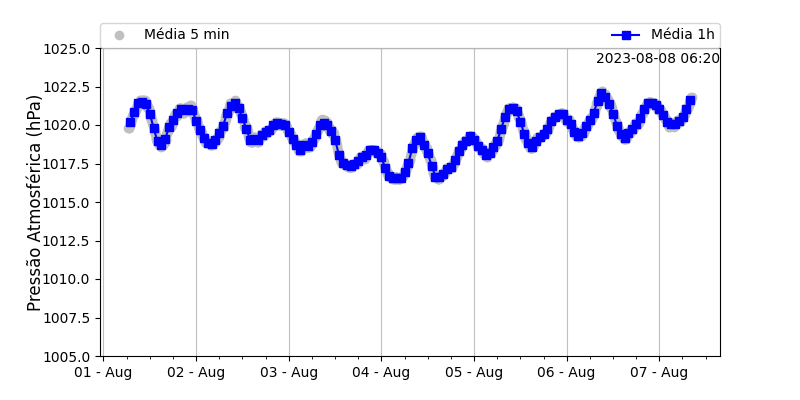 Média 5 min
Média 1h
2023-08-08 06:20
Pressão Atmosférica (hPa)
1025.0
1022.5
1020.0
1017.5
1015.0
1012.5
1010.0
1007.5
1005.0
01 - Aug
02 - Aug
03 - Aug
04 - Aug
05 - Aug
06 - Aug
07 - Aug